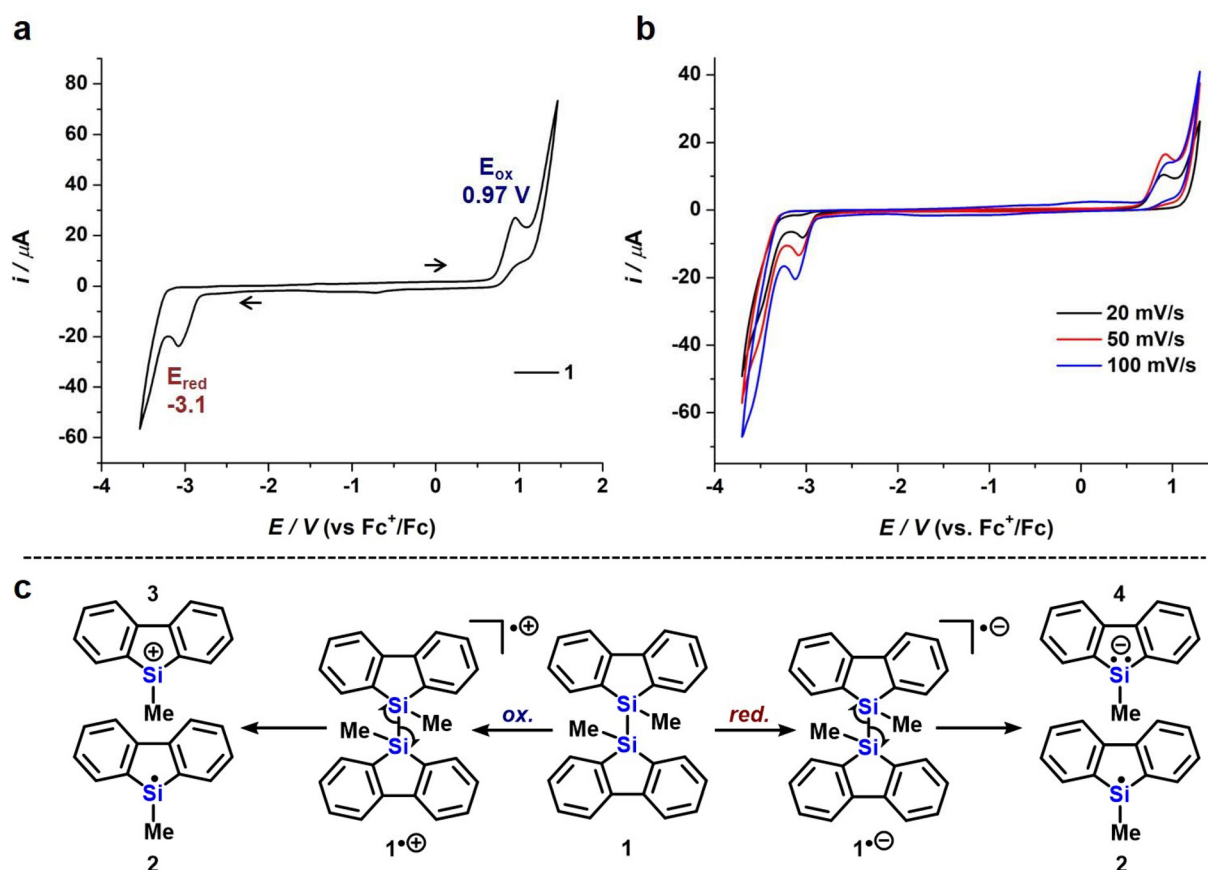 a
80
60
40
20
0
-20
-40
-60
i / μA
E_ox
0.97 V
E_red
-3.1
1
-4 -3 -2 -1 0 1 2
E / V (vs Fc⁺/Fc)
b
40
20
0
-20
-40
-60
i / μA
20 mV/s
50 mV/s
100 mV/s
-4 -3 -2 -1 0 1
E / V (vs. Fc⁺/Fc)
c
3
+
Si
Me
Si
Me
2
•+
Si
Me
Me
Si
1•+
ox.
Si
Me
Me
Si
1
red.
•−
Si
Me
Me
Si
1•−
4
−
Si
Me
Si
Me
2